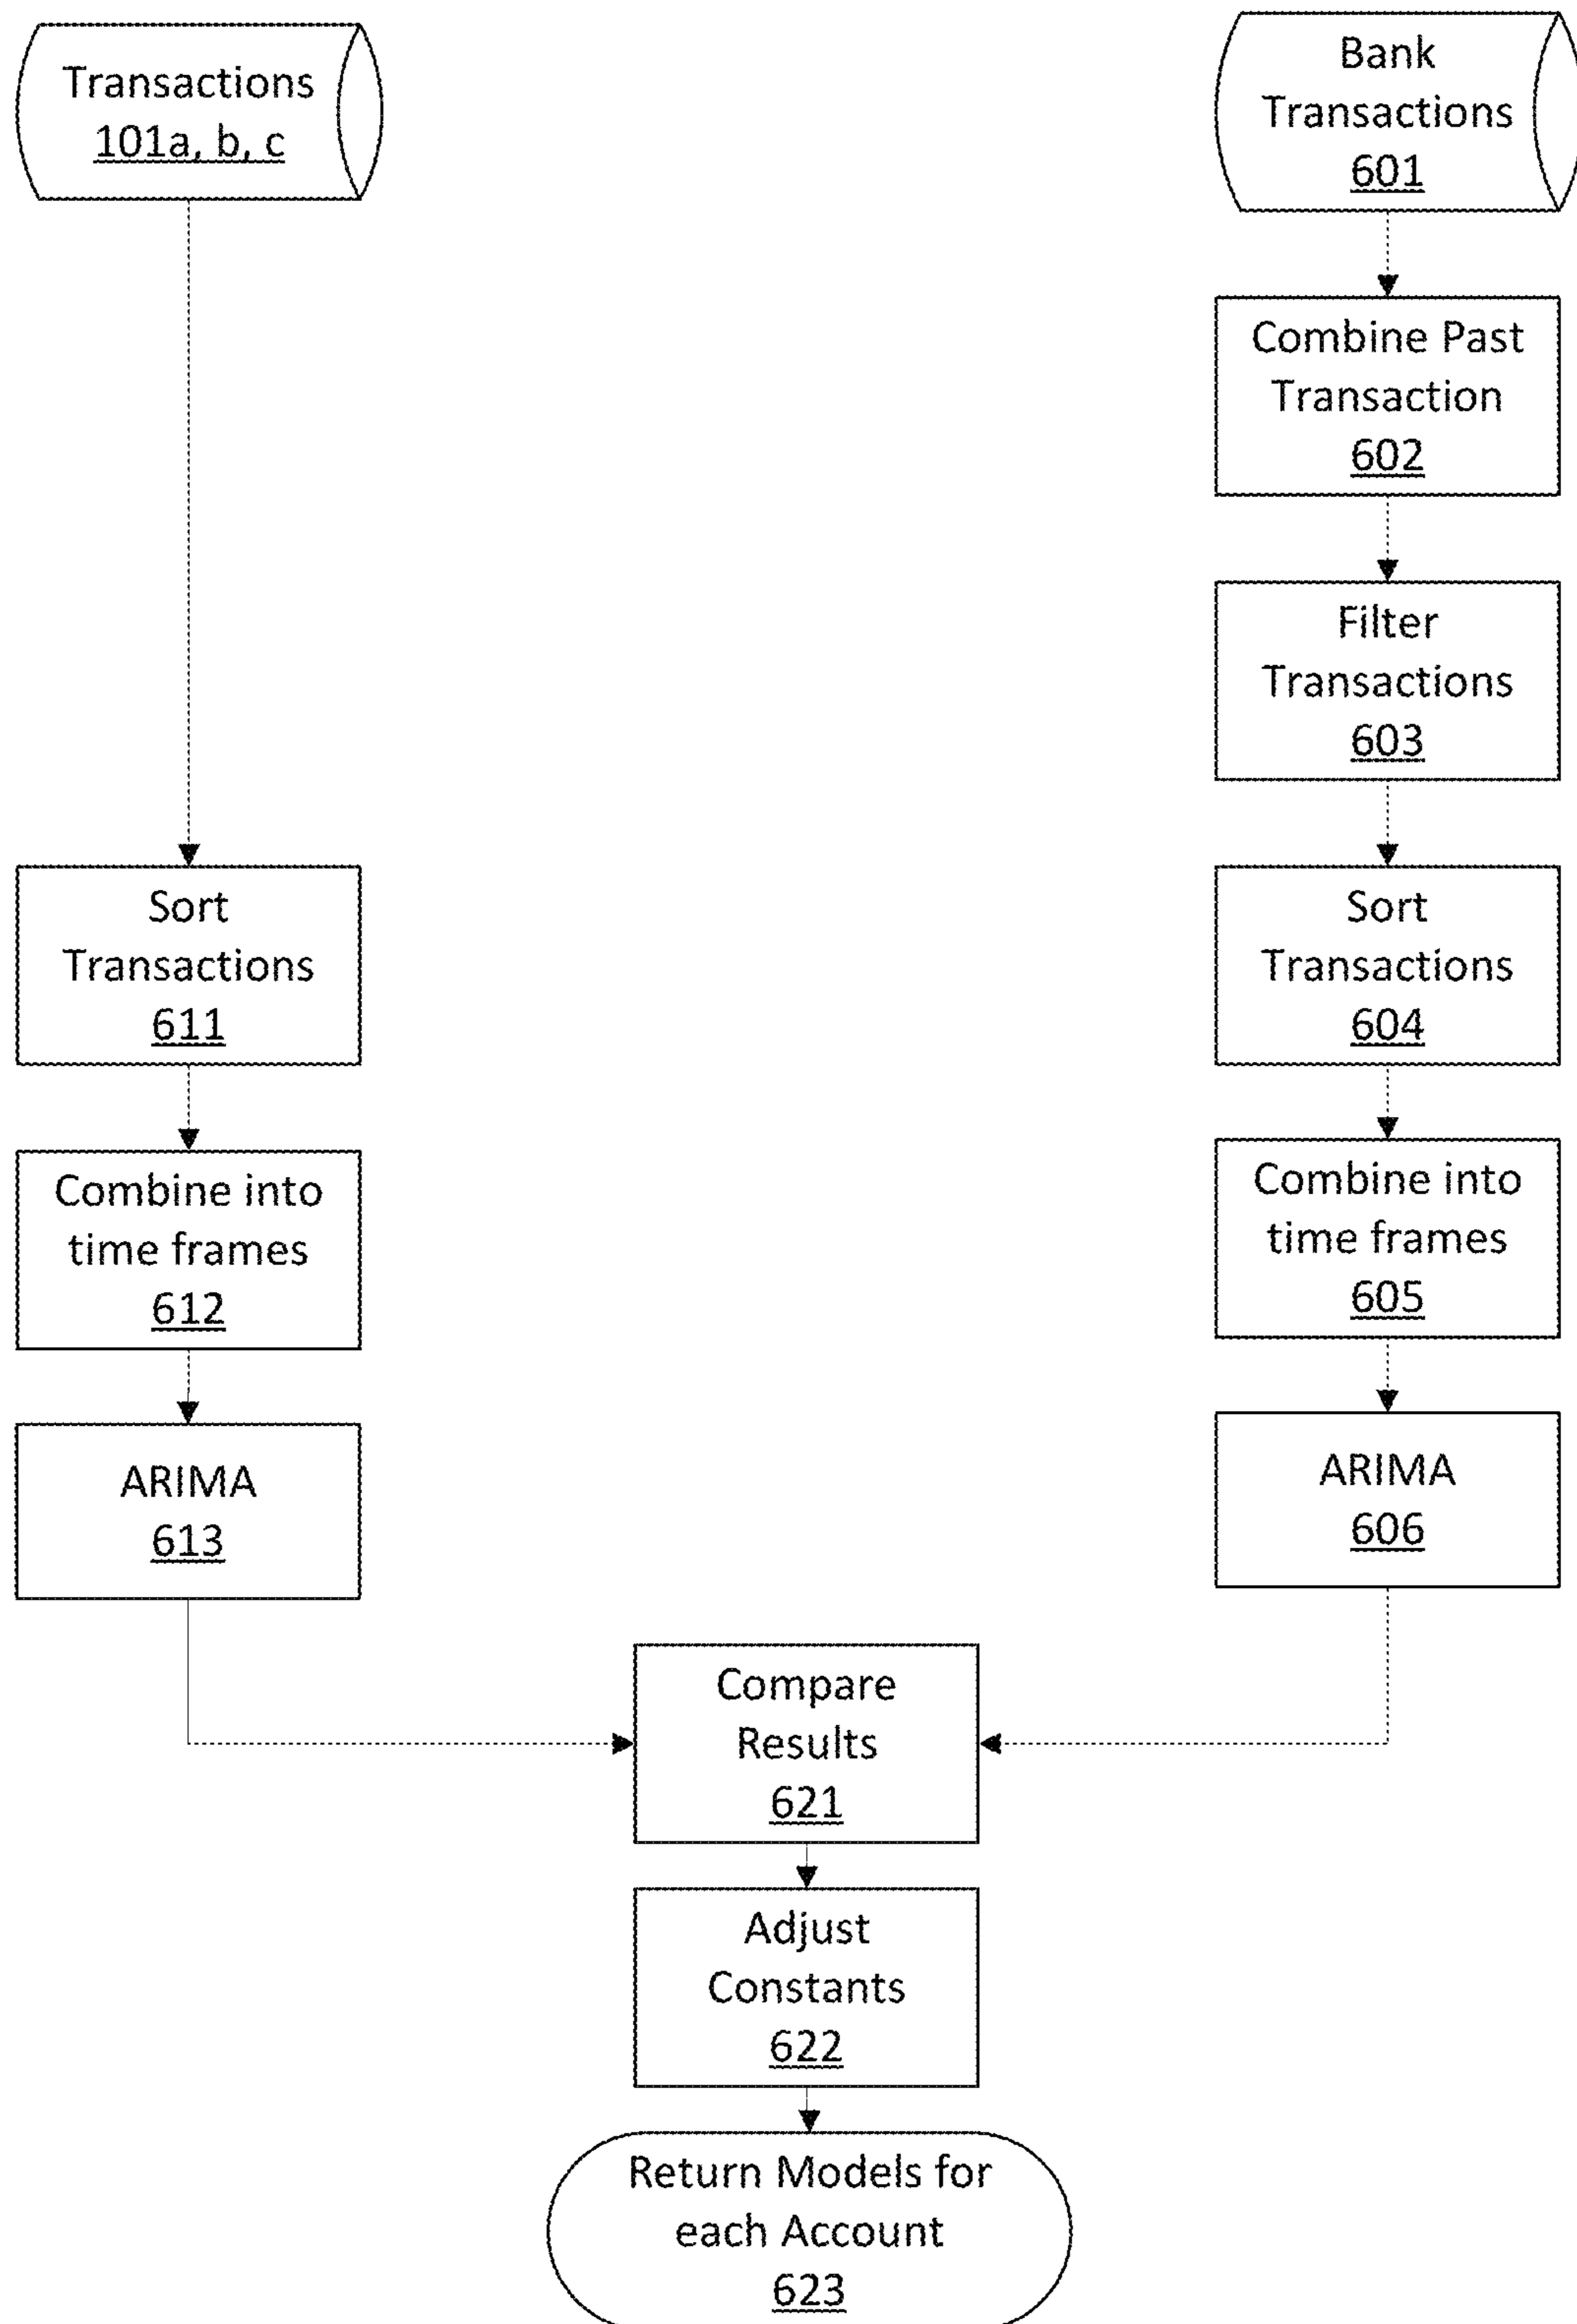 Transactions
101a, b, c
Bank
Transactions
601
Combine Past
Transaction
602
Filter
Transactions
603
Sort
Transactions
611
Sort
Transactions
604
Combine into
time frames
612
Combine into
time frames
605
ARIMA
613
ARIMA
606
Compare
Results
621
Adjust
Constants
622
Return Models for
each Account
623